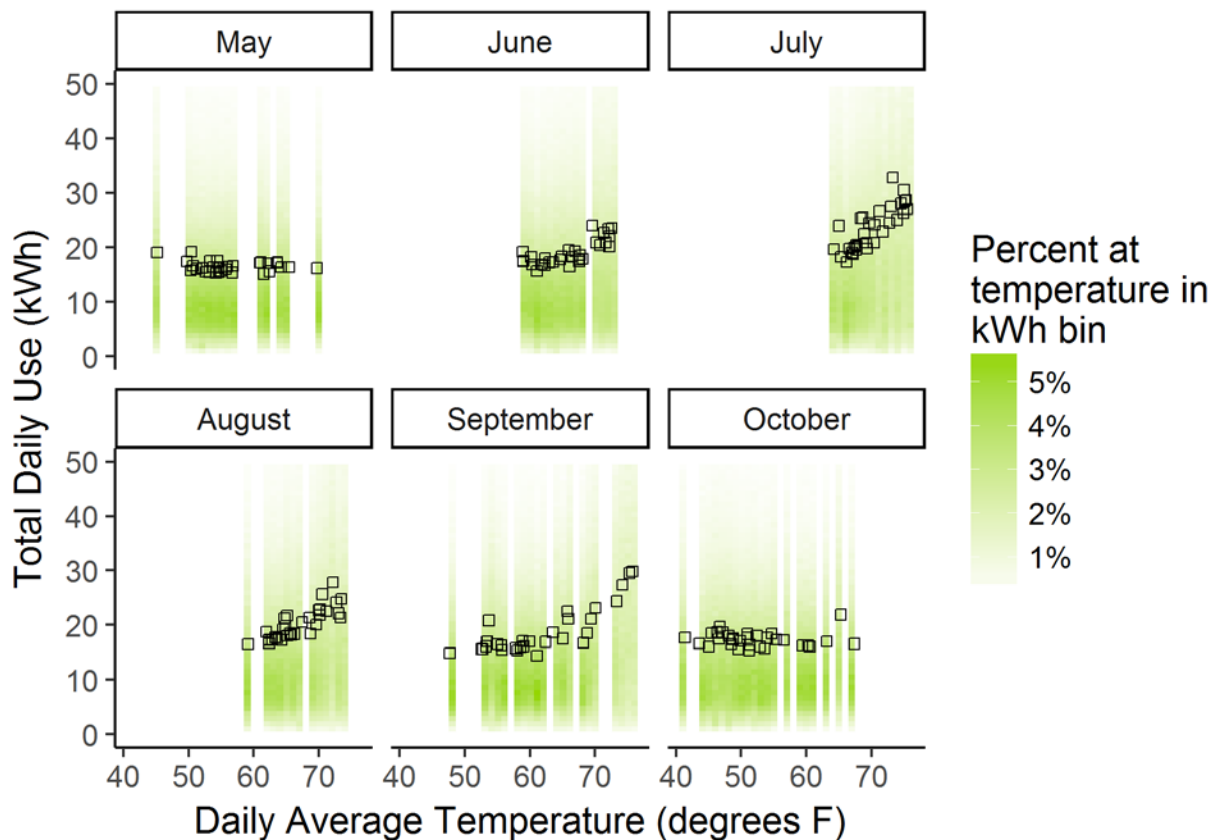 May
June
July
50
40
30
20
10
0
August
September
October
50
40
30
20
10
0
40 50 60 70
40 50 60 70
40 50 60 70
Total Daily Use (kWh)
Daily Average Temperature (degrees F)
Percent at
temperature in
kWh bin
5%
4%
3%
2%
1%